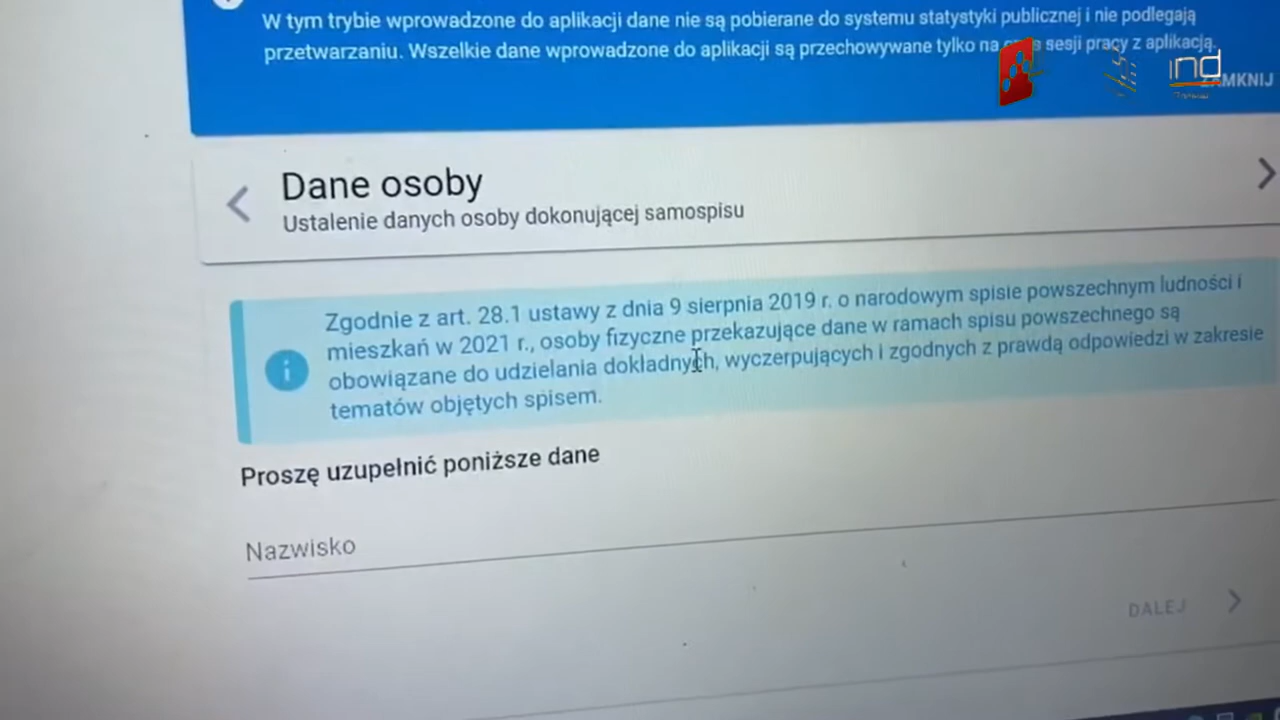 W tym trybie wprowadzone do aplikacji dane nie są pobierane do systemu statystyki publicznej i nie podlegają
przetwarzaniu. Wszelkie dane wprowadzone do aplikacji są przechowywane tylko na sesji pracy z aplikacją.
ind
ZAMKNIJ
Dane osoby
Ustalenie danych osoby dokonującej samospisu
Zgodnie z art. 28.1 ustawy z dnia 9 sierpnia 2019 r. o narodowym spisie powszechnym ludności i
mieszkań w 2021 r., osoby fizyczne przekazujące dane w ramach spisu powszechnego są
obowiązane do udzielania dokładnych, wyczerpujących i zgodnych z prawdą odpowiedzi w zakresie
tematów objętych spisem.
Proszę uzupełnić poniższe dane
Nazwisko
DALEJ